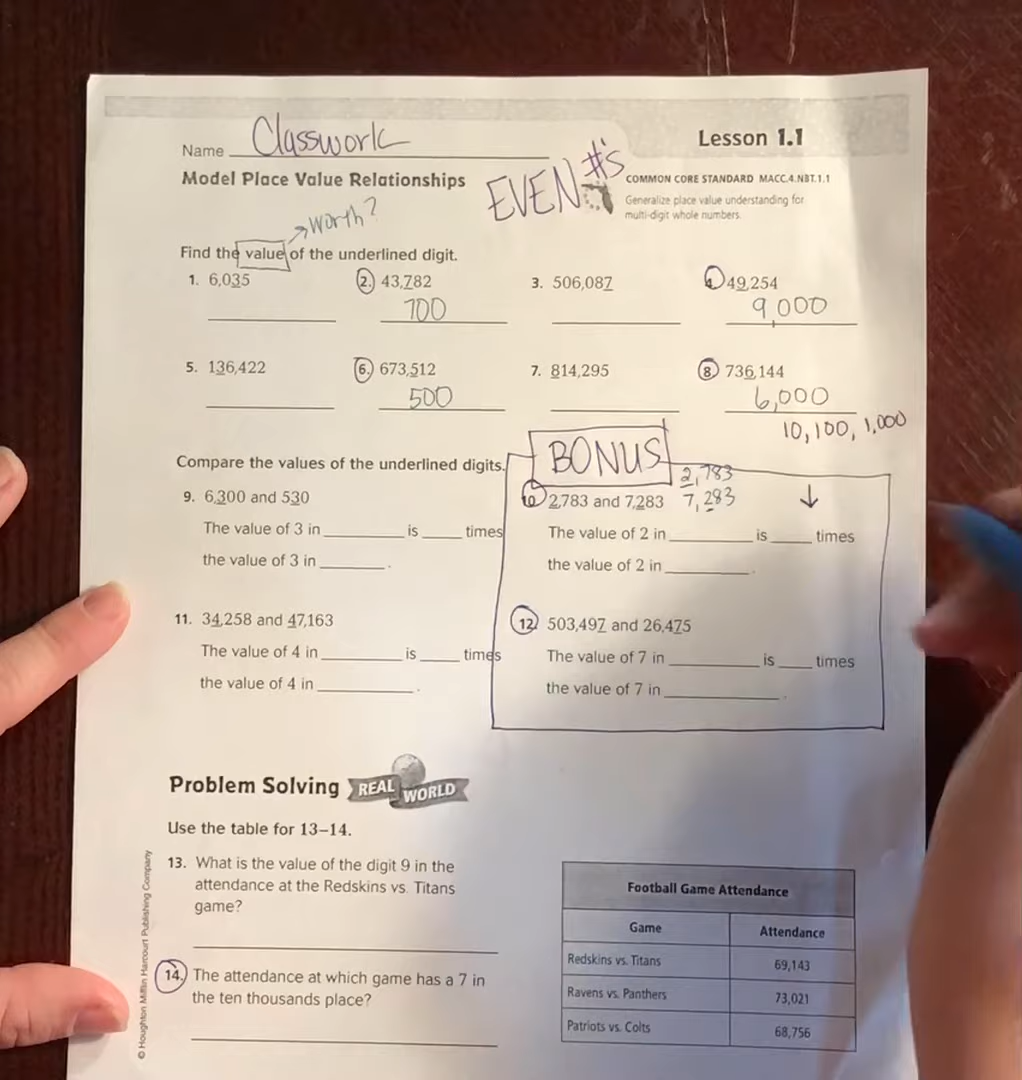 Classwork
Name
Lesson 1.1
Model Place Value Relationships
EVEN #'s
COMMON CORE STANDARD MACC.4.NBT.1.1
Generalize place value understanding for
multi-digit whole numbers.
worth?
Find the value of the underlined digit.
1. 6,035
2. 43,782
3. 506,087
4. 49,254
700
9,000
5. 136,422
6. 673,512
7. 814,295
8. 736,144
500
6,000
10,100, 1,000
BONUS
Compare the values of the underlined digits.
9. 6,300 and 530
The value of 3 in ________ is ____ times
the value of 3 in ______ .
2,783
10 2,783 and 7,283 7,283 ↓
The value of 2 in ________ is ____ times
the value of 2 in ________ .
11. 34,258 and 47,163
The value of 4 in ________ is ____ times
the value of 4 in ________ .
12. 503,497 and 26,475
The value of 7 in ________ is ____ times
the value of 7 in ________ .
Problem Solving REAL WORLD
Use the table for 13–14.
13. What is the value of the digit 9 in the
attendance at the Redskins vs. Titans
game?
14. The attendance at which game has a 7 in
the ten thousands place?
Football Game Attendance
Game Attendance
Redskins vs. Titans 69,143
Ravens vs. Panthers 73,021
Patriots vs. Colts 68,756
© Houghton Mifflin Harcourt Publishing Company